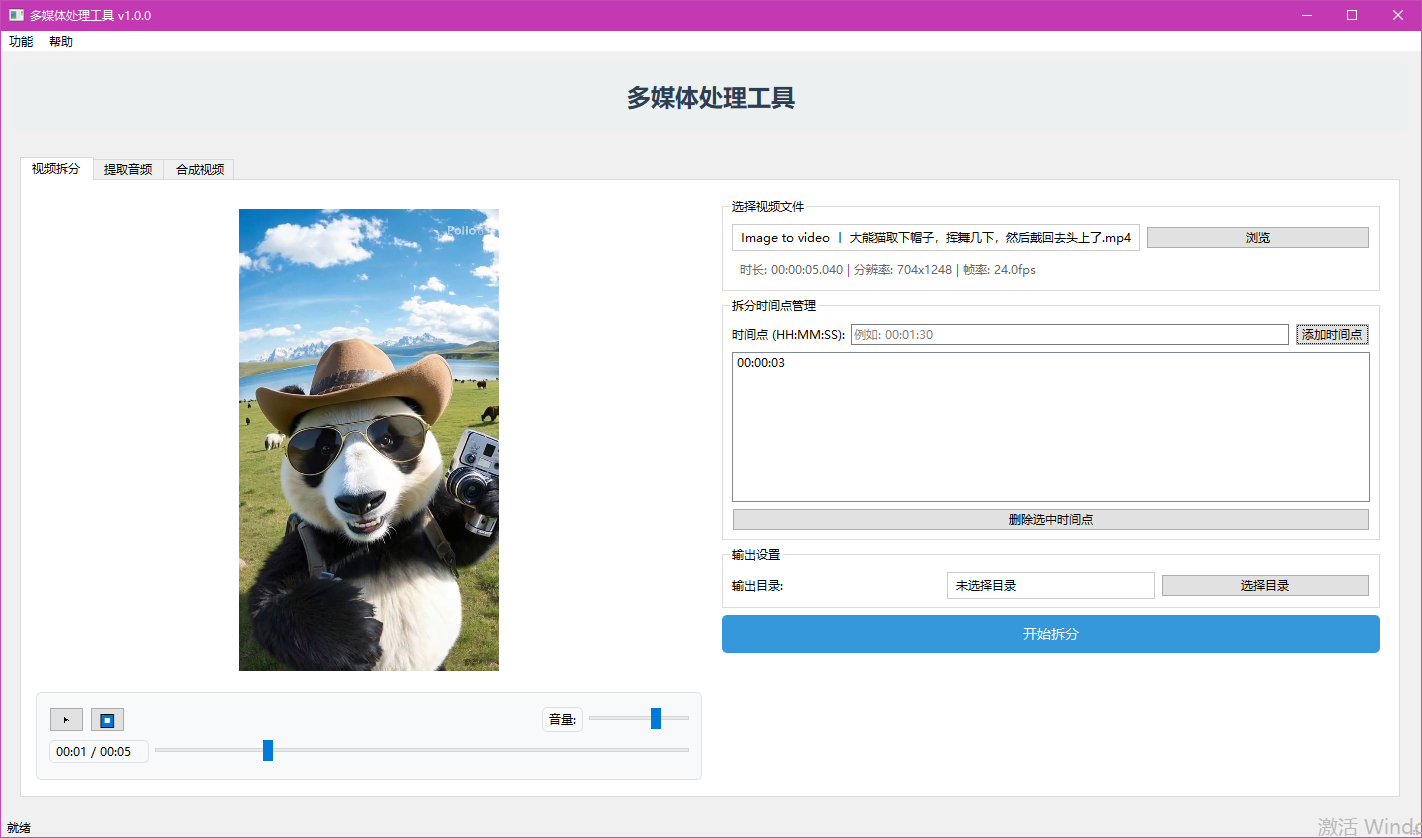 多媒体处理工具 v1.0.0
功能 帮助
多媒体处理工具
视频拆分 提取音频 合成视频
选择视频文件
Image to video 丨 大熊猫取下帽子，挥舞几下，然后戴回去头上了.mp4 浏览
时长: 00:00:05.040 | 分辨率: 704x1248 | 帧率: 24.0fps
拆分时间点管理
时间点 (HH:MM:SS): 例如: 00:01:30 添加时间点
00:00:03
删除选中时间点
输出设置
输出目录: 未选择目录 选择目录
开始拆分
音量:
00:01 / 00:05
就绪
激活